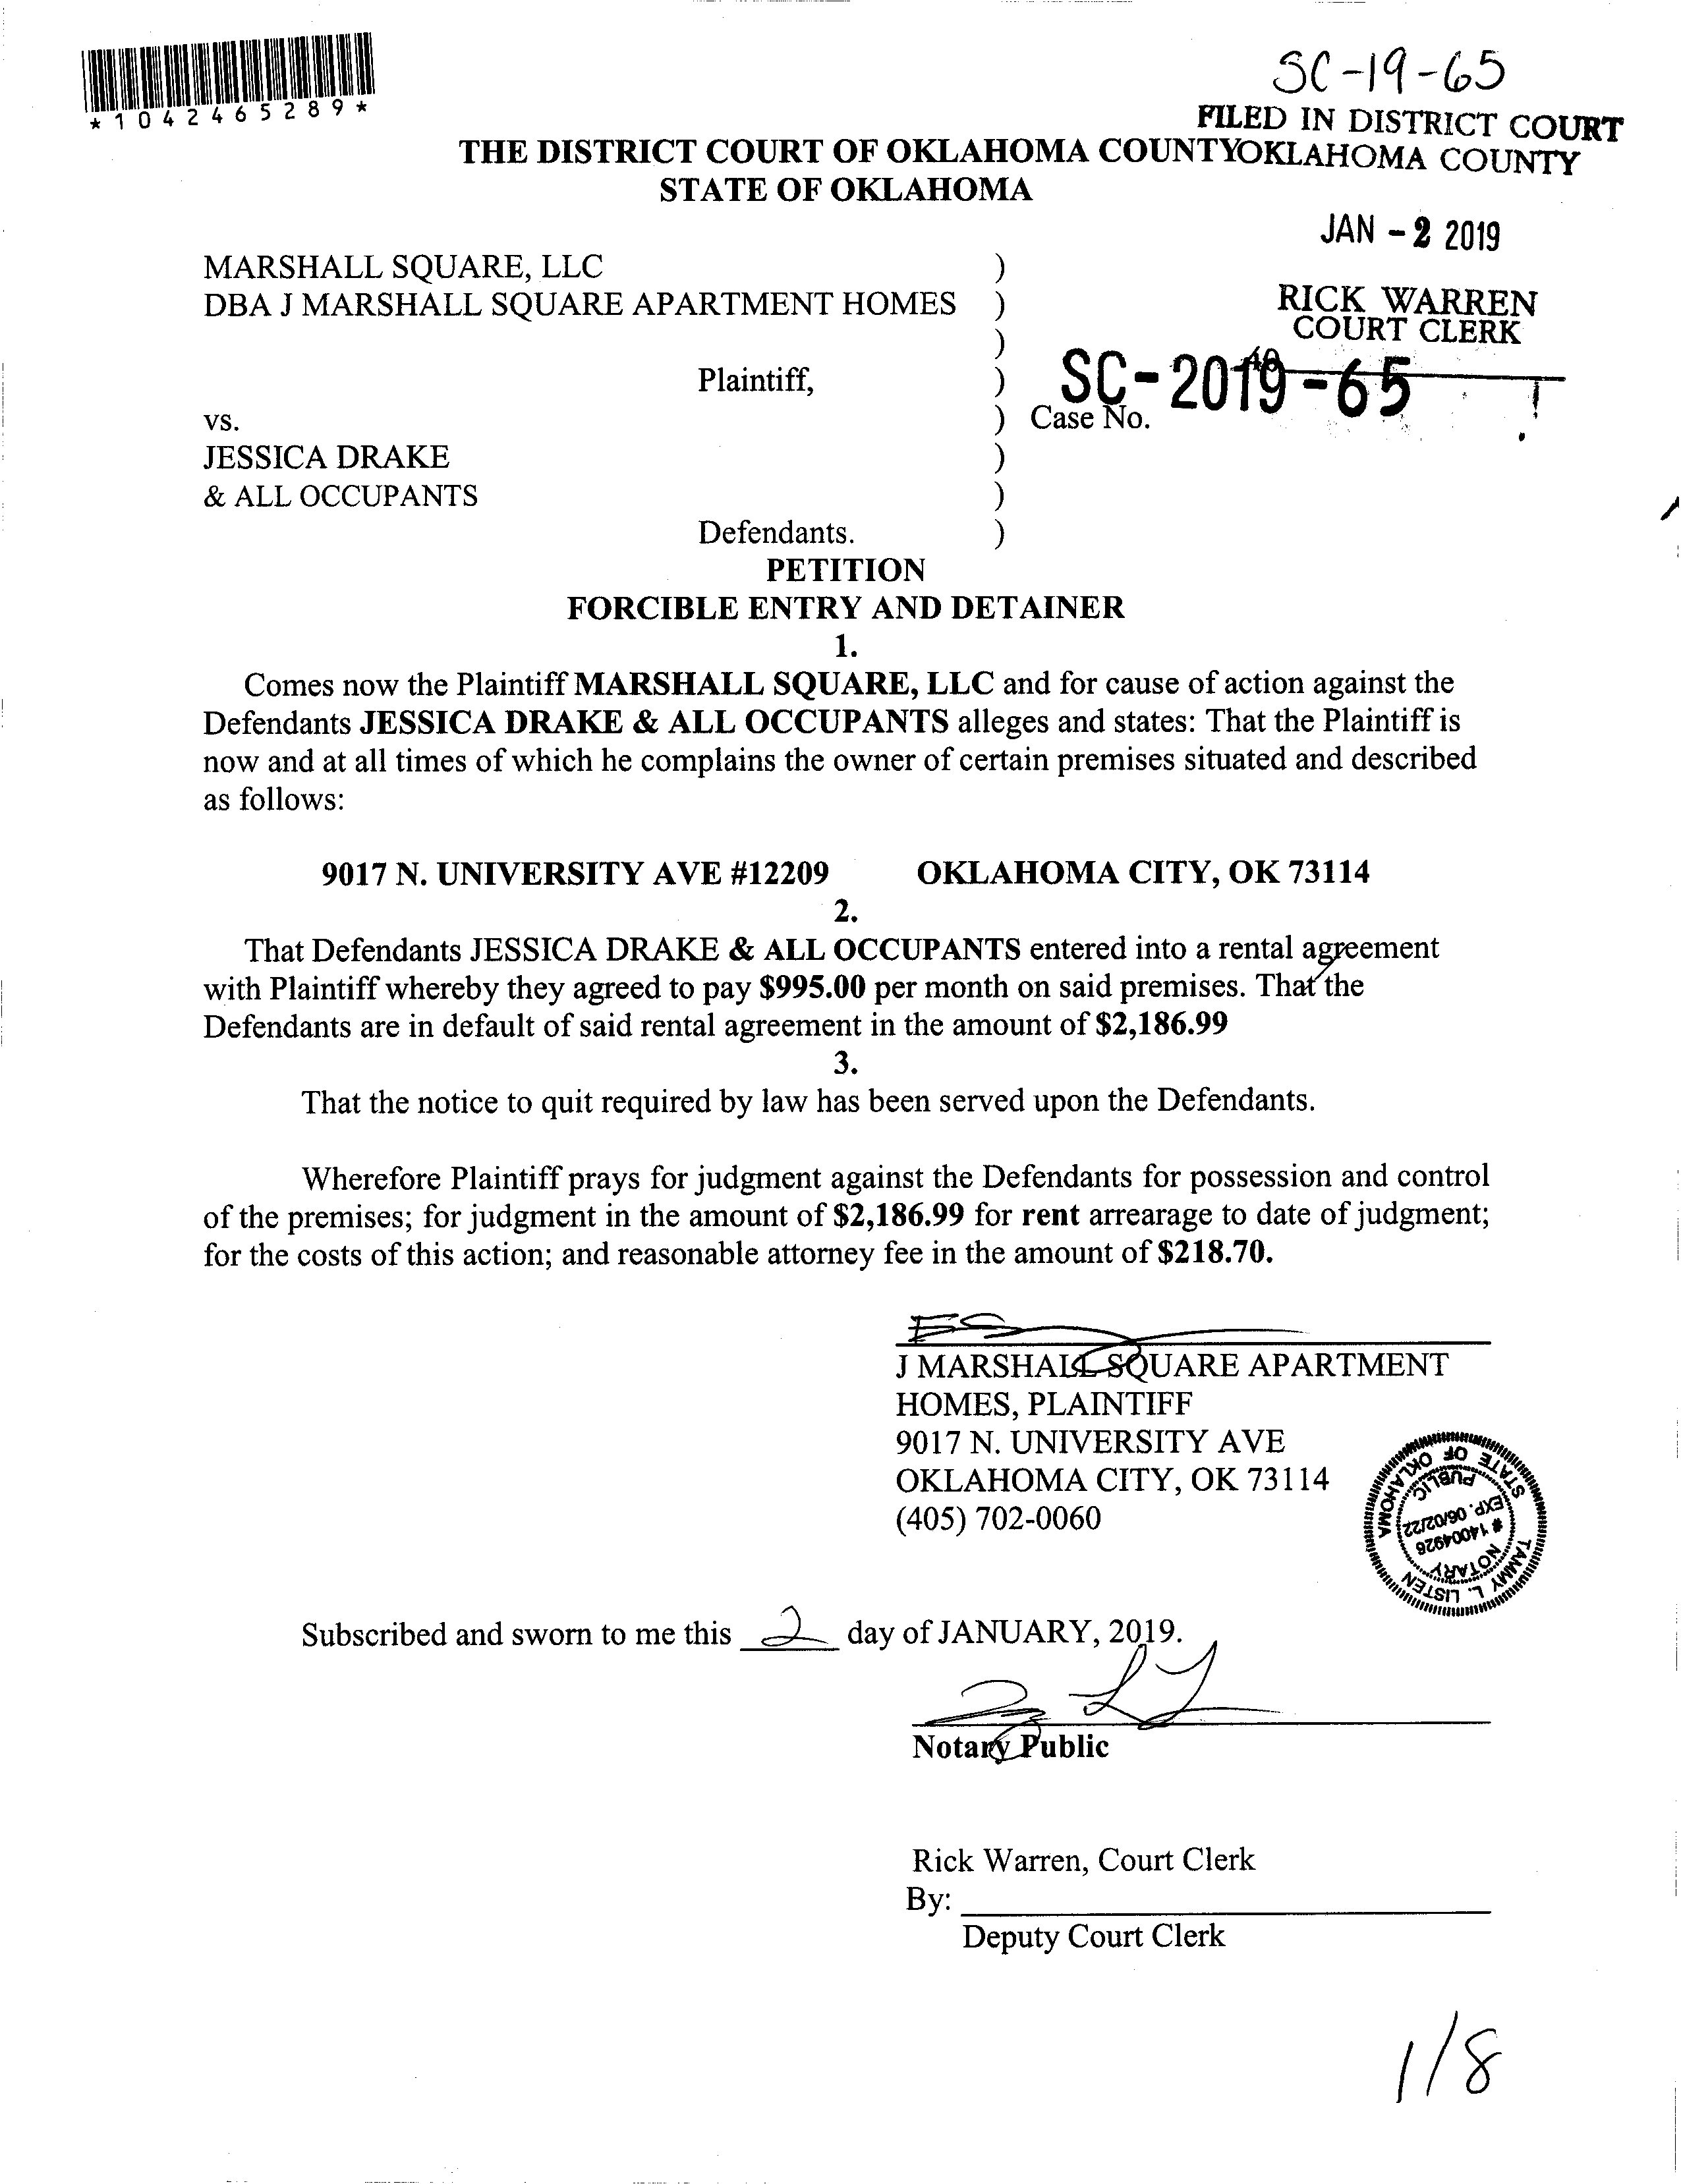 SC-19-65
*1042465289*
FILED IN DISTRICT COURT
THE DISTRICT COURT OF OKLAHOMA COUNTY OKLAHOMA COUNTY
STATE OF OKLAHOMA
JAN - 2 2019
MARSHALL SQUARE, LLC )
DBA J MARSHALL SQUARE APARTMENT HOMES )
RICK WARREN
COURT CLERK
)
Plaintiff, )
SC-2019-65
vs. ) Case No.
JESSICA DRAKE )
& ALL OCCUPANTS )
Defendants. )
PETITION
FORCIBLE ENTRY AND DETAINER
1.
Comes now the Plaintiff MARSHALL SQUARE, LLC and for cause of action against the
Defendants JESSICA DRAKE & ALL OCCUPANTS alleges and states: That the Plaintiff is
now and at all times of which he complains the owner of certain premises situated and described
as follows:
9017 N. UNIVERSITY AVE #12209 OKLAHOMA CITY, OK 73114
2.
That Defendants JESSICA DRAKE & ALL OCCUPANTS entered into a rental agreement
with Plaintiff whereby they agreed to pay $995.00 per month on said premises. That the
Defendants are in default of said rental agreement in the amount of $2,186.99
3.
That the notice to quit required by law has been served upon the Defendants.
Wherefore Plaintiff prays for judgment against the Defendants for possession and control
of the premises; for judgment in the amount of $2,186.99 for rent arrearage to date of judgment;
for the costs of this action; and reasonable attorney fee in the amount of $218.70.
J MARSHALL SQUARE APARTMENT
HOMES, PLAINTIFF
9017 N. UNIVERSITY AVE
OKLAHOMA CITY, OK 73114
(405) 702-0060
TAMMY L. LISTEN
NOTARY
# 14004926
EXP. 06/02/22
PUBLIC
STATE OF OKLAHOMA
Subscribed and sworn to me this 2 day of JANUARY, 2019.
Notary Public
Rick Warren, Court Clerk
By:
Deputy Court Clerk
1/8